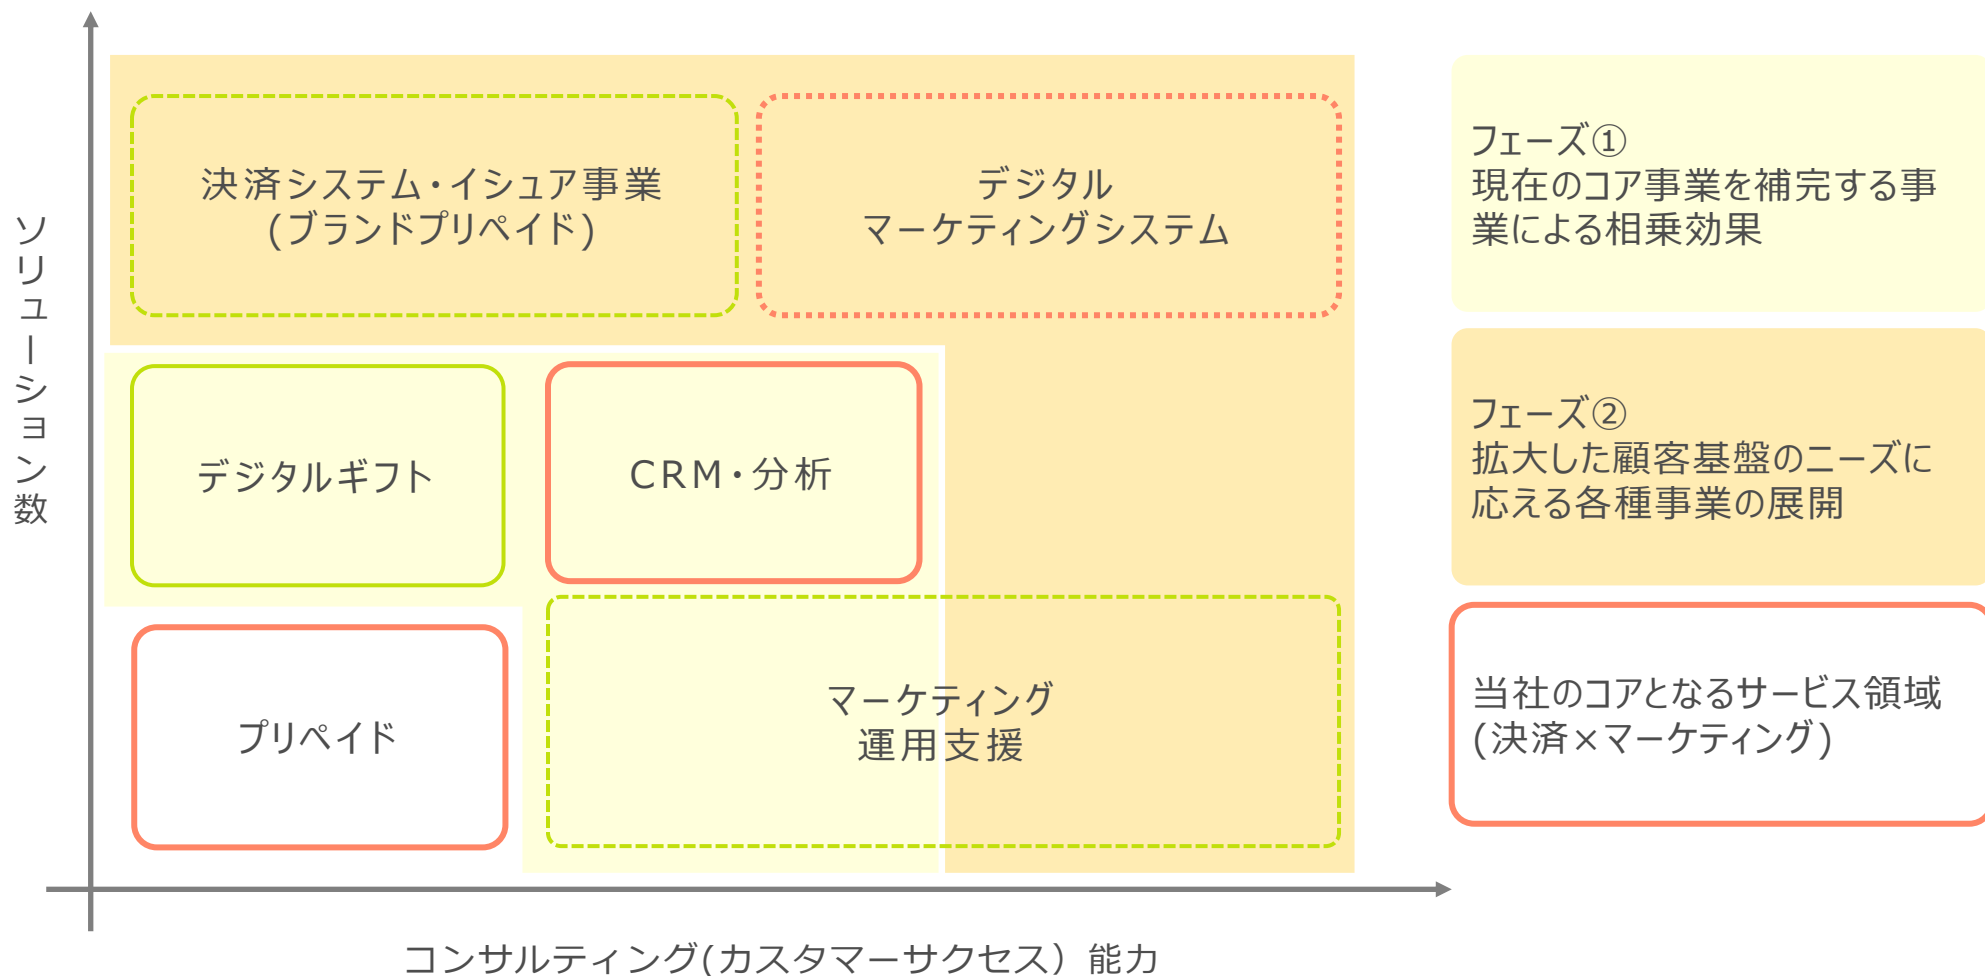 ソリューション数
決済システム・イシュア事業
(ブランドプリペイド)
デジタル
マーケティングシステム
デジタルギフト
CRM・分析
プリペイド
マーケティング
運用支援
コンサルティング(カスタマーサクセス）能力
フェーズ①
現在のコア事業を補完する事
業による相乗効果
フェーズ②
拡大した顧客基盤のニーズに
応える各種事業の展開
当社のコアとなるサービス領域
(決済×マーケティング)